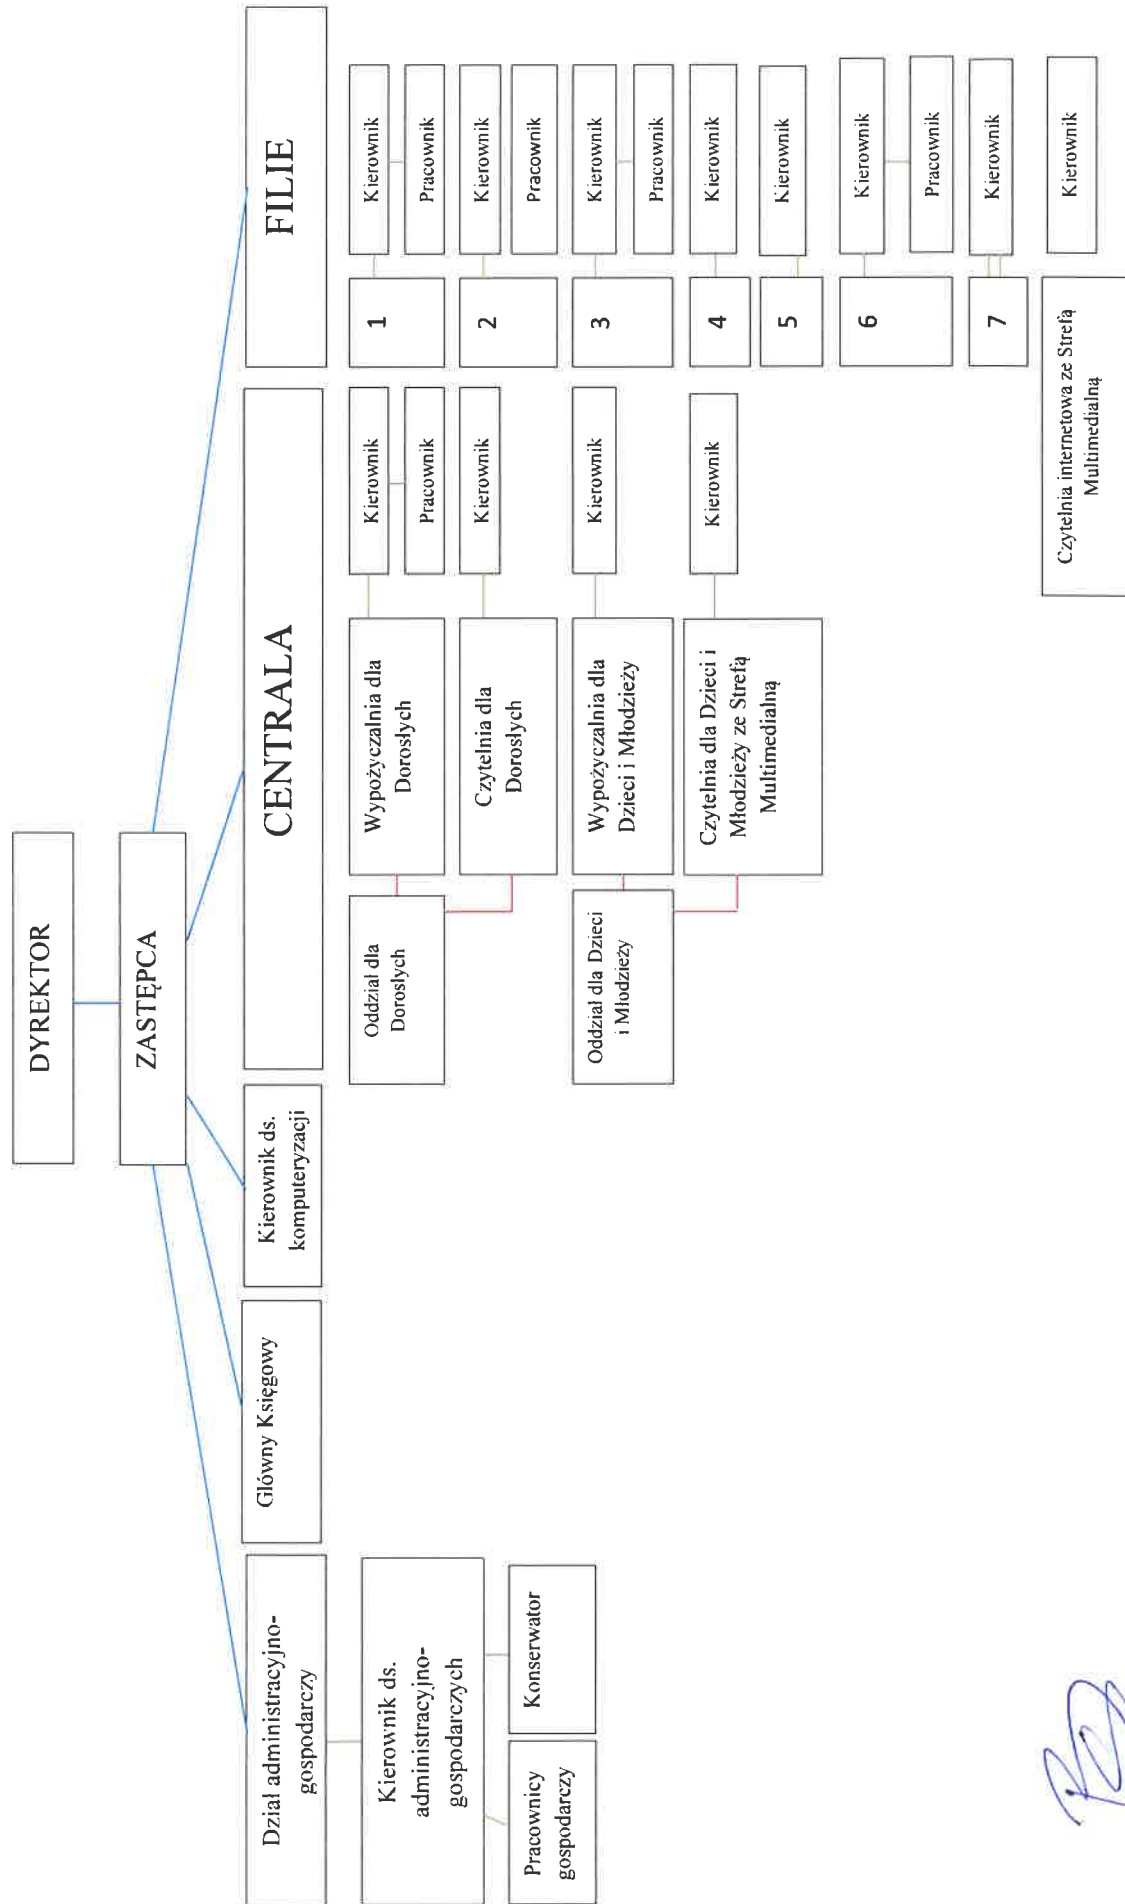 DYREKTOR
ZASTĘPCA
Dział administracyjno-
gospodarczy
Główny Księgowy
Kierownik ds.
komputeryzacji
CENTRALA
FILIE
Kierownik ds.
administracyjno-
gospodarczych
Pracownicy
gospodarczy
Konserwator
Oddział dla
Dorosłych
Wypożyczalnia dla
Dorosłych
Kierownik
Pracownik
Czytelnia dla
Dorosłych
Kierownik
Oddział dla Dzieci
i Młodzieży
Wypożyczalnia dla
Dzieci i Młodzieży
Kierownik
Czytelnia dla Dzieci i
Młodzieży ze Strefą
Multimedialną
Kierownik
1
Kierownik
Pracownik
2
Kierownik
Pracownik
3
Kierownik
Pracownik
4
Kierownik
5
Kierownik
6
Kierownik
Pracownik
7
Kierownik
Czytelnia internetowa ze Strefą
Multimedialną
Kierownik